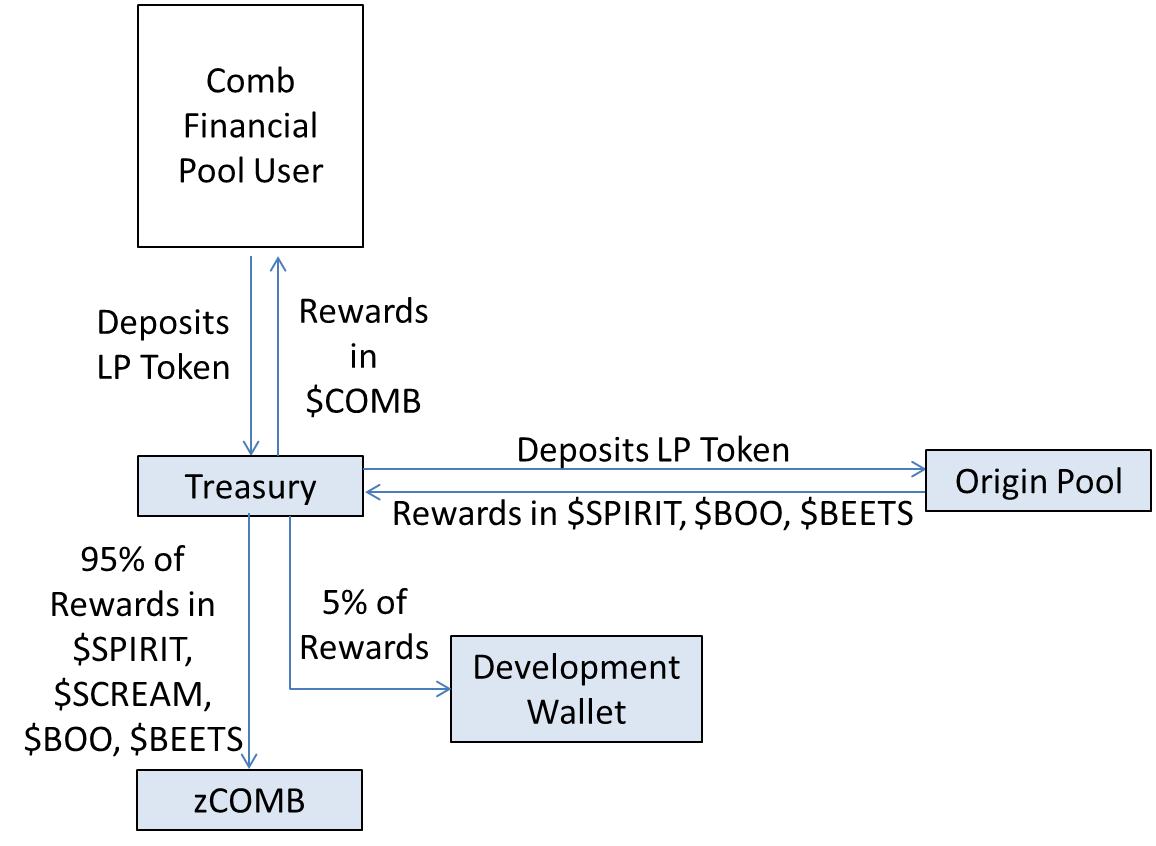 Comb
Financial
Pool User
Deposits
LP Token
Rewards
in
$COMB
Treasury
Deposits LP Token
Rewards in $SPIRIT, $BOO, $BEETS
Origin Pool
95% of
Rewards in
$SPIRIT,
$SCREAM,
$BOO, $BEETS
5% of
Rewards
Development
Wallet
zCOMB